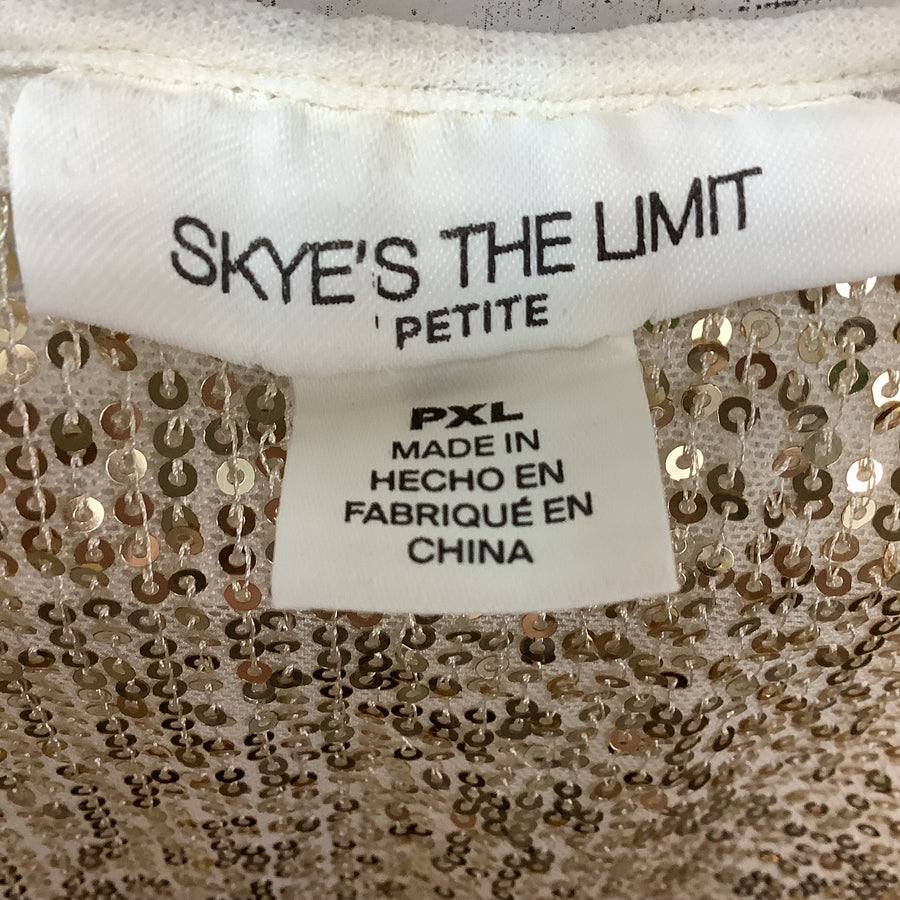 SKYE'S THE LIMIT
PETITE
PXL
MADE IN
HECHO EN
FABRIQUÉ EN
CHINA